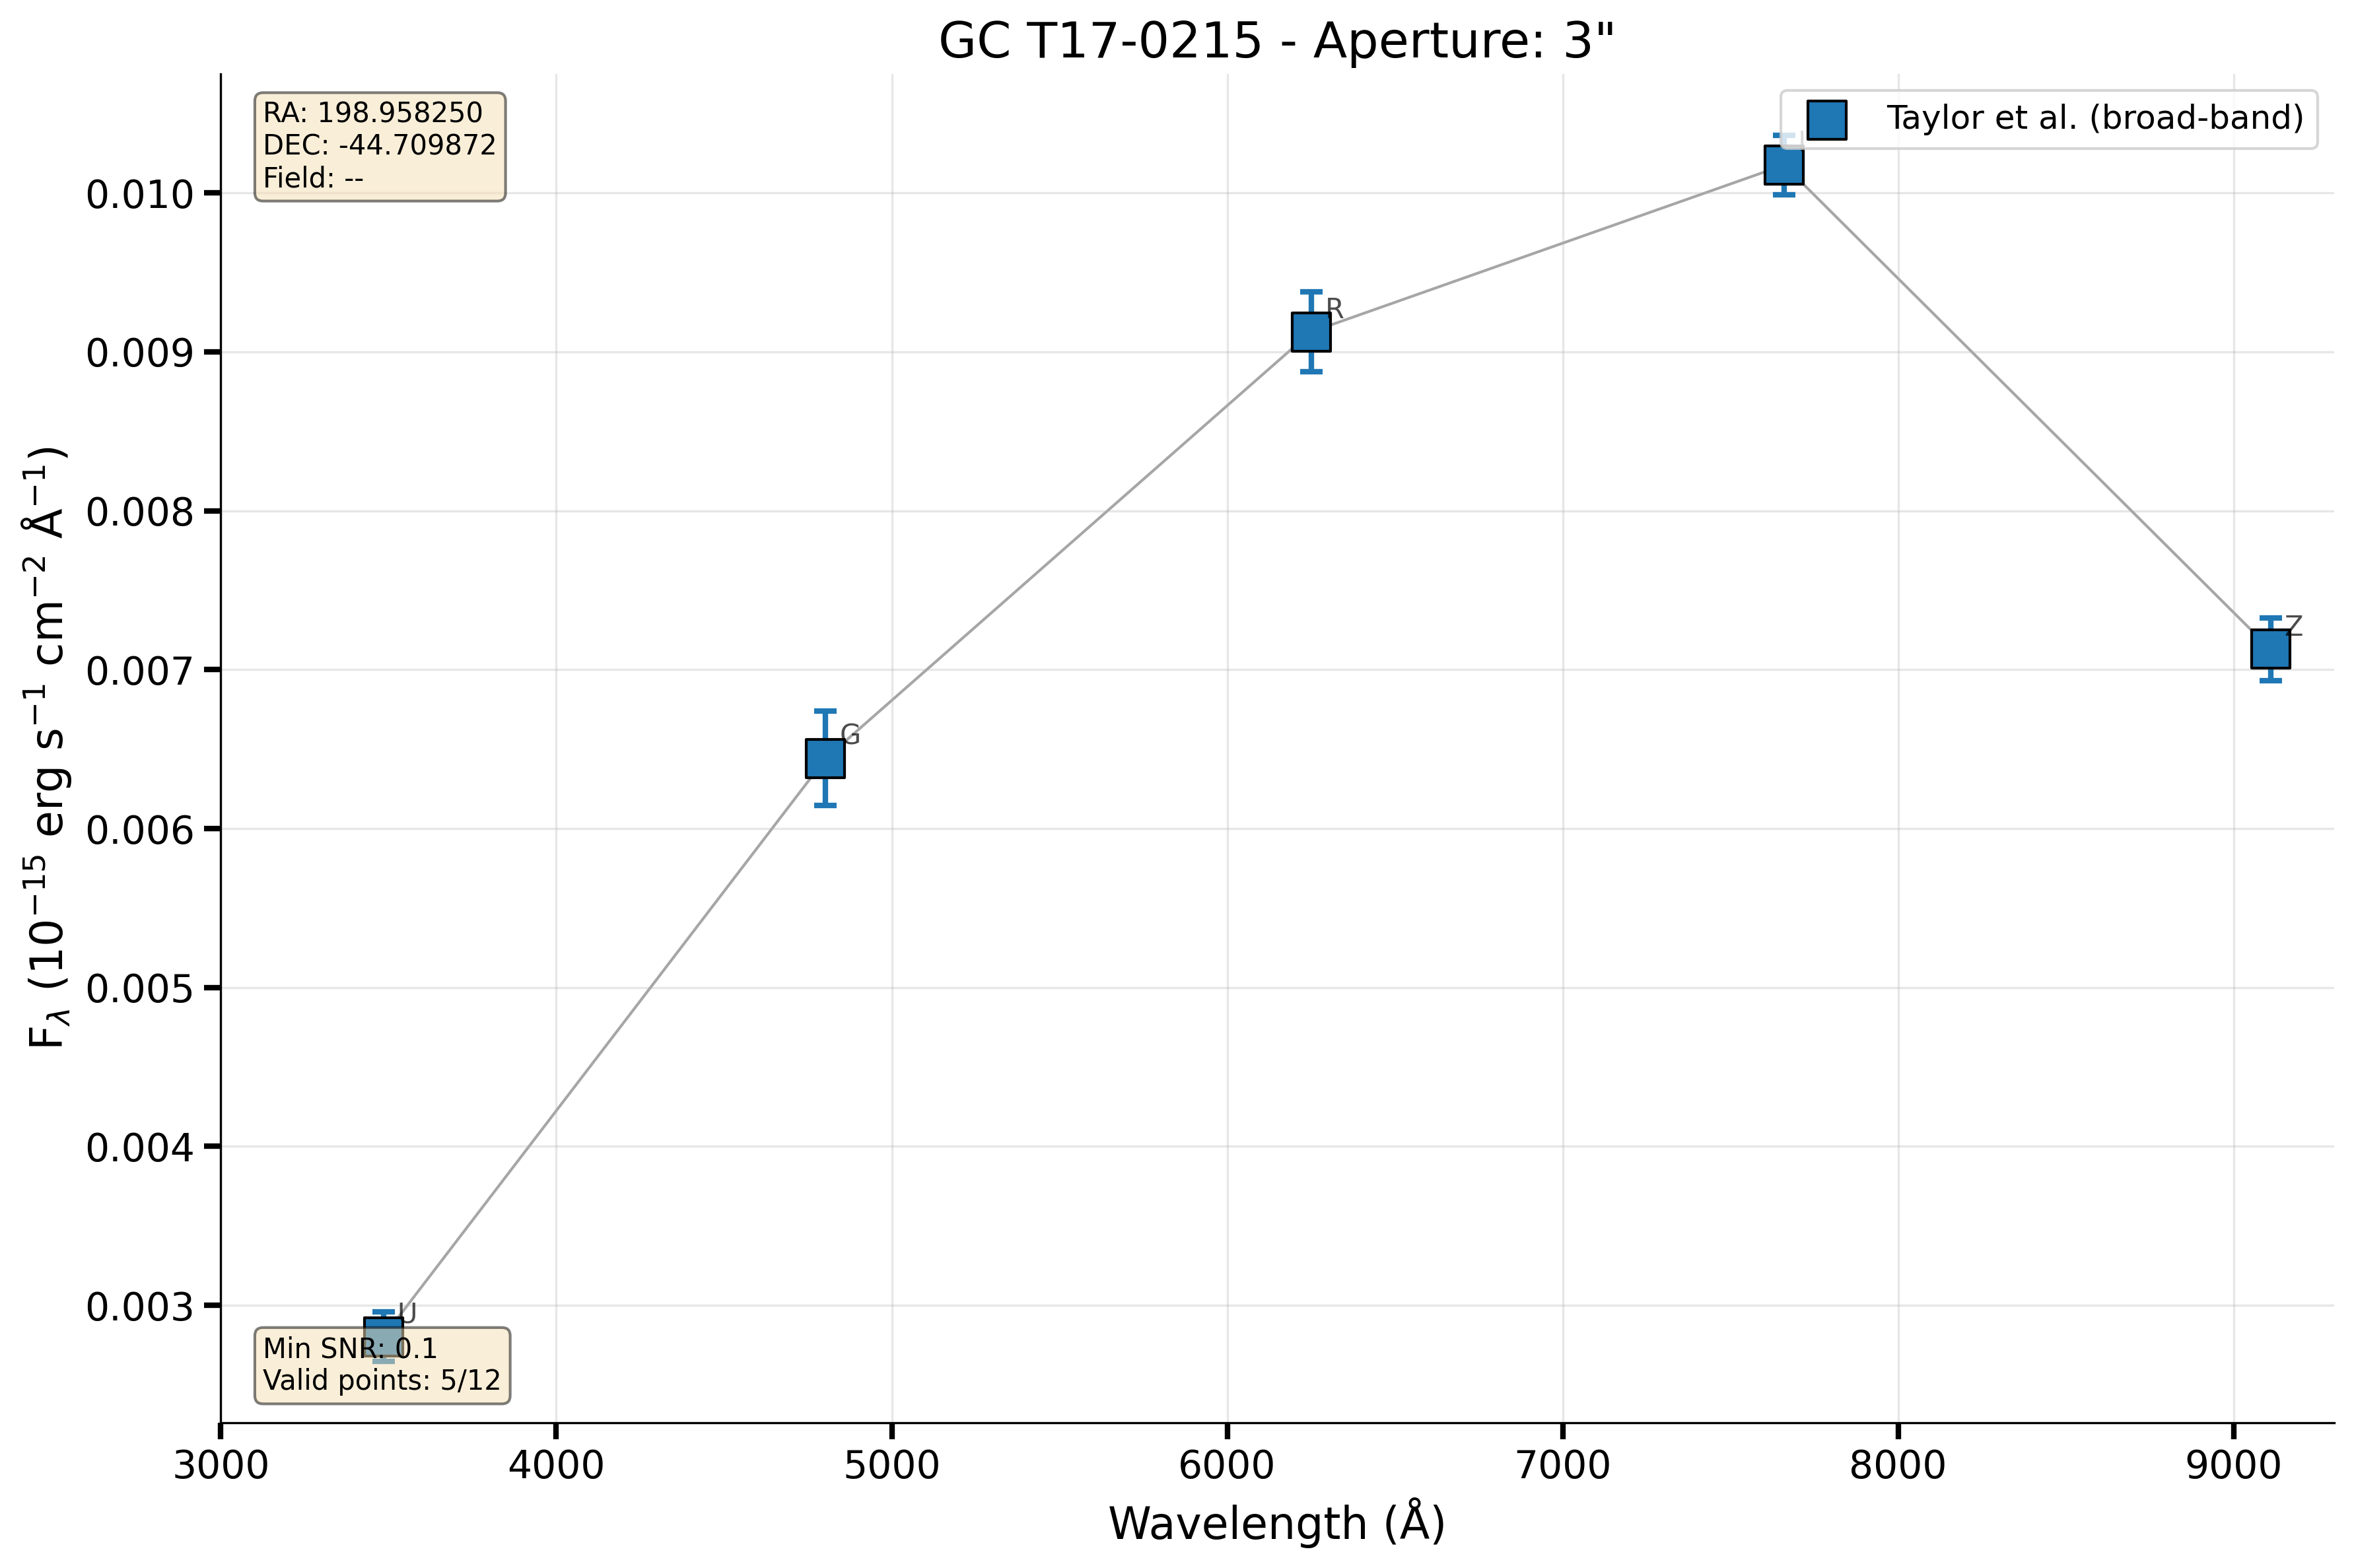 GC T17-0215 - Aperture: 3"
RA: 198.958250
DEC: -44.709872
Field: --
Taylor et al. (broad-band)
I
R
G
Z
U
Min SNR: 0.1
Valid points: 5/12
0.010
0.009
0.008
0.007
0.006
0.005
0.004
0.003
F_λ (10⁻¹⁵ erg s⁻¹ cm⁻² Å⁻¹)
3000 4000 5000 6000 7000 8000 9000
Wavelength (Å)